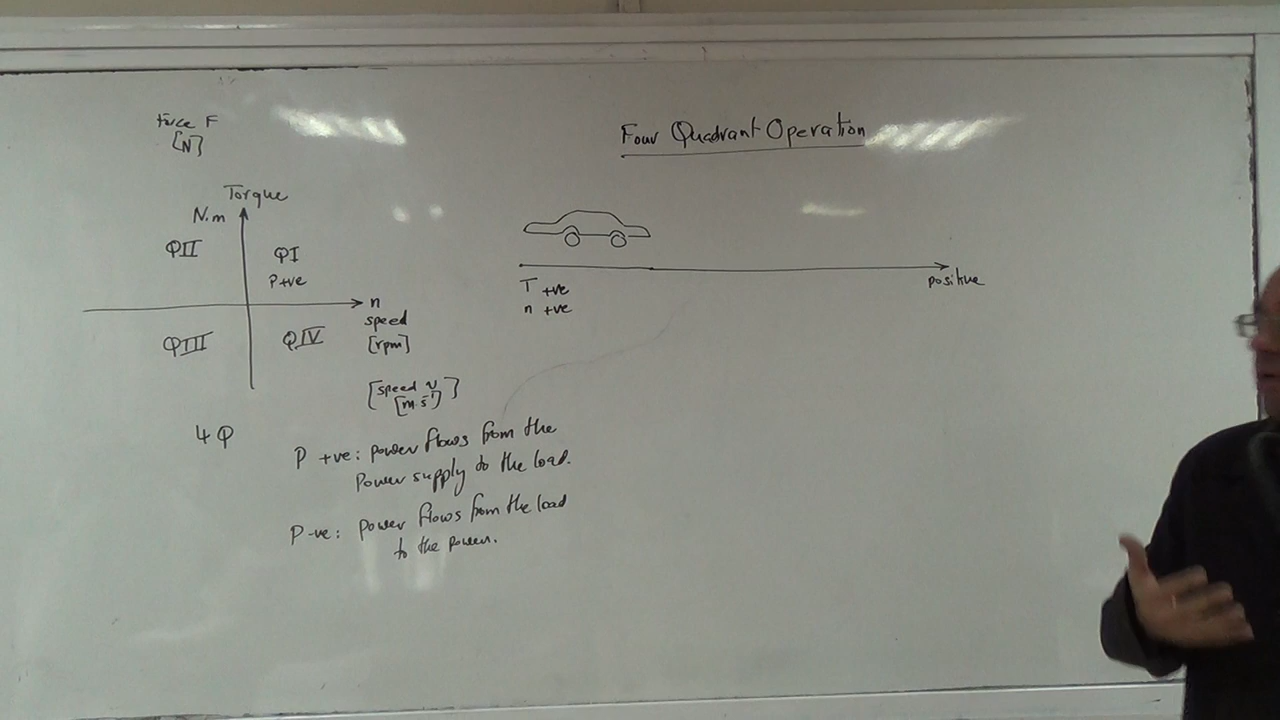 Force F
[N]
Four Quadrant Operation
Torque
N.m
QII
QI
P+ve
n
speed
[rpm]
QIII
QIV
[speed v
[m.s⁻¹]]
4Q
T +ve
n +ve
positive
P +ve: power flows from the
Power supply to the load.
P-ve: power flows from the load
to the power.